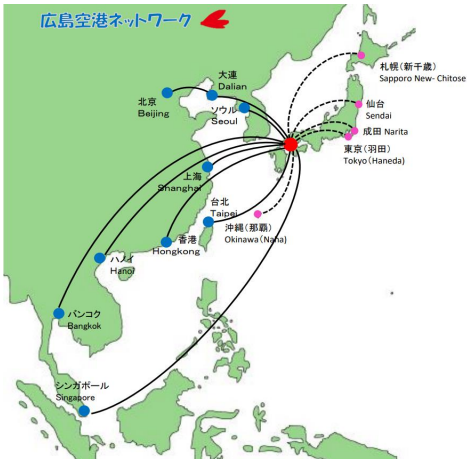 広島空港ネットワーク
札幌(新千歳)
Sapporo New-Chitose
大連
Dalian
北京
Beijing
ソウル
Seoul
仙台
Sendai
成田 Narita
東京(羽田)
Tokyo(Haneda)
上海
Shanghai
台北
Taipei
沖縄(那覇)
Okinawa(Naha)
香港
Hongkong
ハノイ
Hanoi
バンコク
Bangkok
シンガポール
Singapore